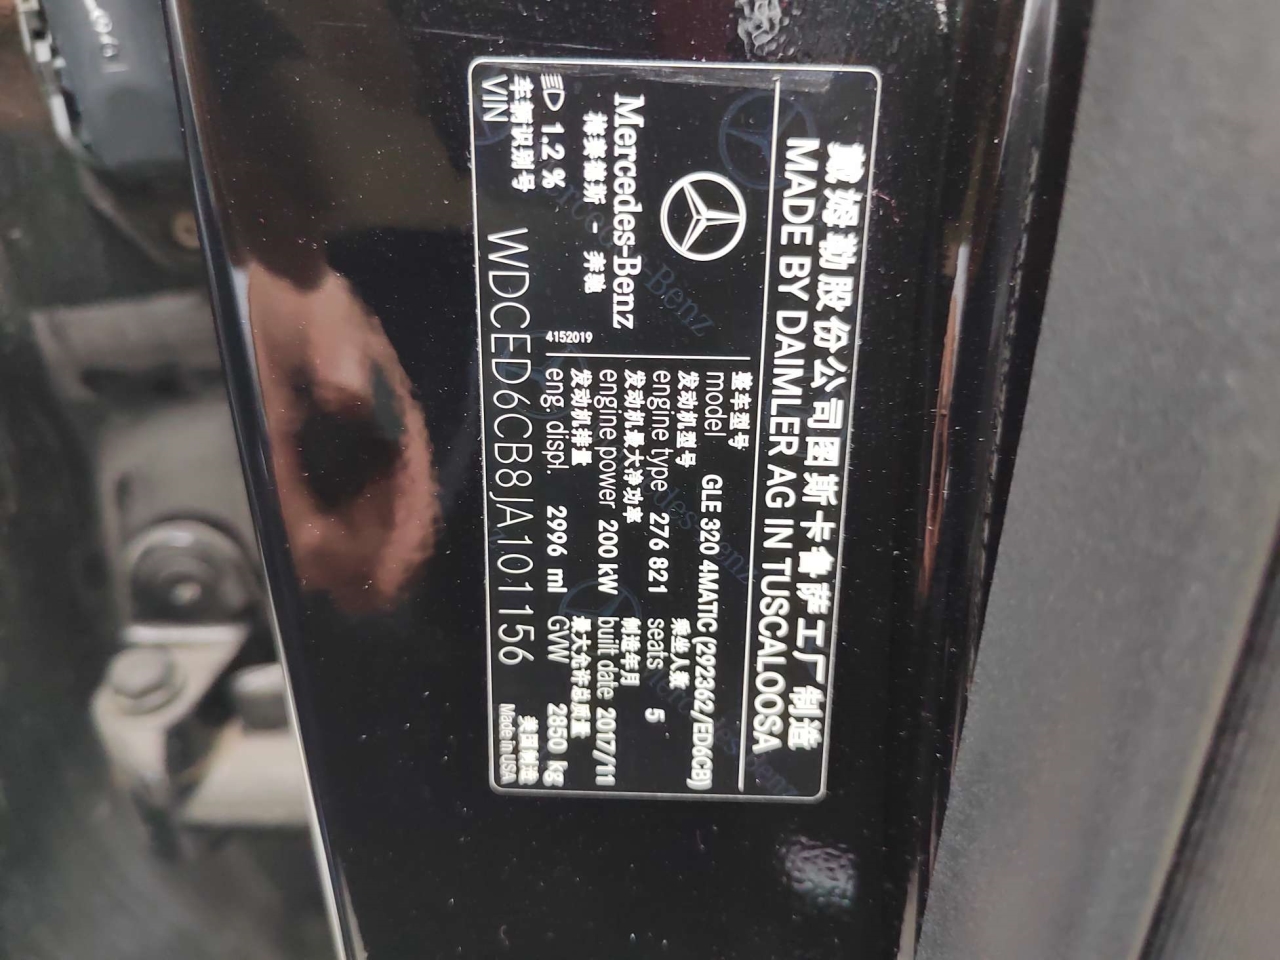 戴姆勒股份公司图斯卡鲁萨工厂制造
MADE BY DAIMLER AG IN TUSCALOOSA
Mercedes-Benz
梅赛德斯 - 奔驰
4152019
整车型号
model GLE 320 4MATIC (292362/ED6CB)
发动机型号 乘坐人数
engine type 276 821 seats 5
发动机最大净功率 制造年月
engine power 200 kW built date 2017/11
发动机排量 最大允许总质量
eng. displ. 2996 ml GVW 2850 kg
1.2 %
车辆识别号 美国制造
VIN WDCED6CB8JA101156 Made in USA